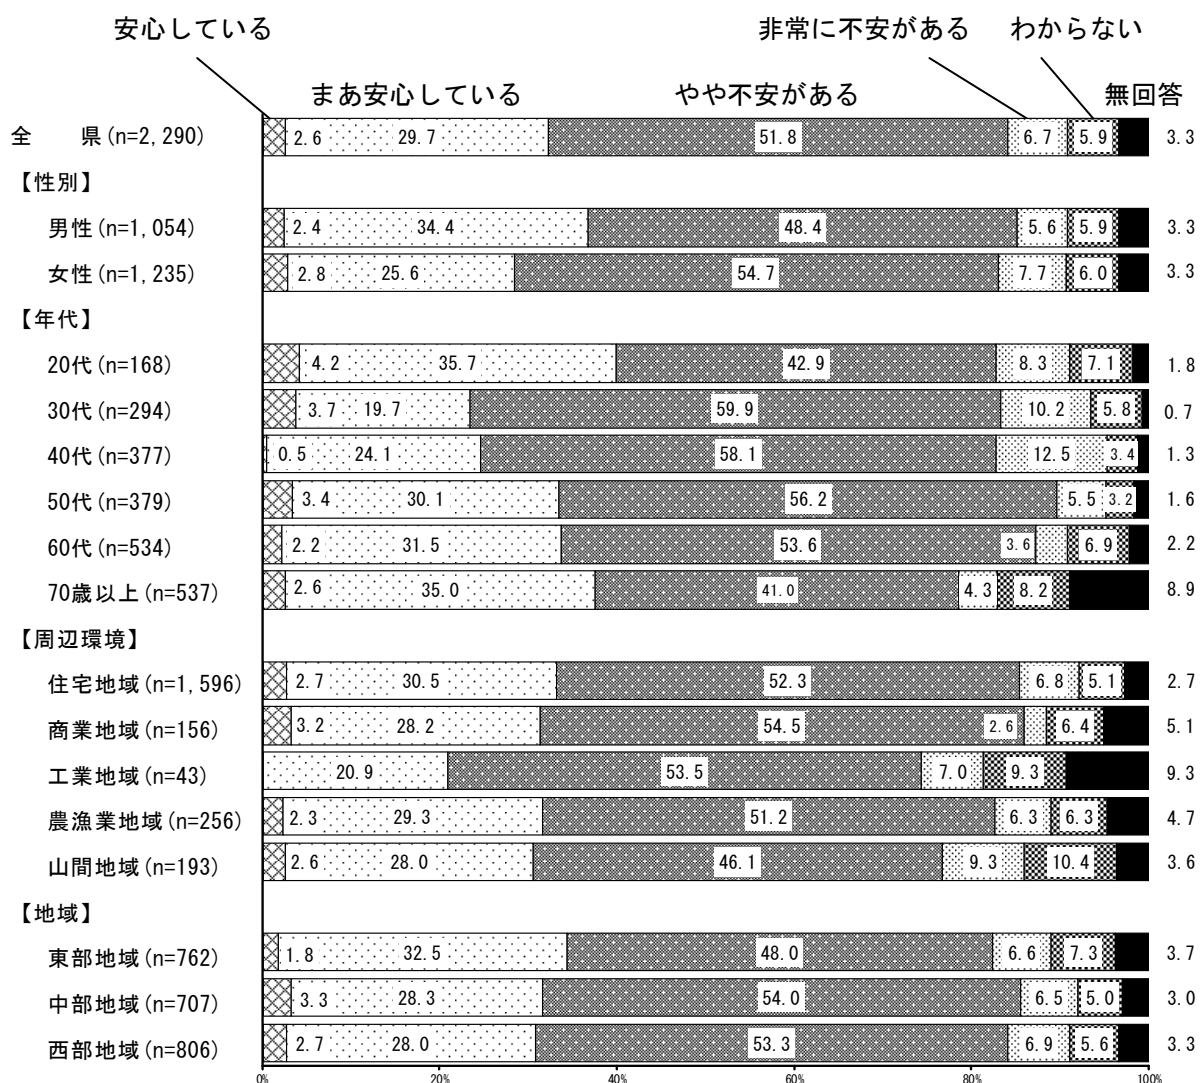 安心している 非常に不安がある わからない
まあ安心している やや不安がある 無回答
全　　県(n=2,290) 2.6 29.7 51.8 6.7 5.9 3.3
【性別】
男性(n=1,054) 2.4 34.4 48.4 5.6 5.9 3.3
女性(n=1,235) 2.8 25.6 54.7 7.7 6.0 3.3
【年代】
20代(n=168) 4.2 35.7 42.9 8.3 7.1 1.8
30代(n=294) 3.7 19.7 59.9 10.2 5.8 0.7
40代(n=377) 0.5 24.1 58.1 12.5 3.4 1.3
50代(n=379) 3.4 30.1 56.2 5.5 3.2 1.6
60代(n=534) 2.2 31.5 53.6 3.6 6.9 2.2
70歳以上(n=537) 2.6 35.0 41.0 4.3 8.2 8.9
【周辺環境】
住宅地域(n=1,596) 2.7 30.5 52.3 6.8 5.1 2.7
商業地域(n=156) 3.2 28.2 54.5 2.6 6.4 5.1
工業地域(n=43) 20.9 53.5 7.0 9.3 9.3
農漁業地域(n=256) 2.3 29.3 51.2 6.3 6.3 4.7
山間地域(n=193) 2.6 28.0 46.1 9.3 10.4 3.6
【地域】
東部地域(n=762) 1.8 32.5 48.0 6.6 7.3 3.7
中部地域(n=707) 3.3 28.3 54.0 6.5 5.0 3.0
西部地域(n=806) 2.7 28.0 53.3 6.9 5.6 3.3
0% 20% 40% 60% 80% 100%